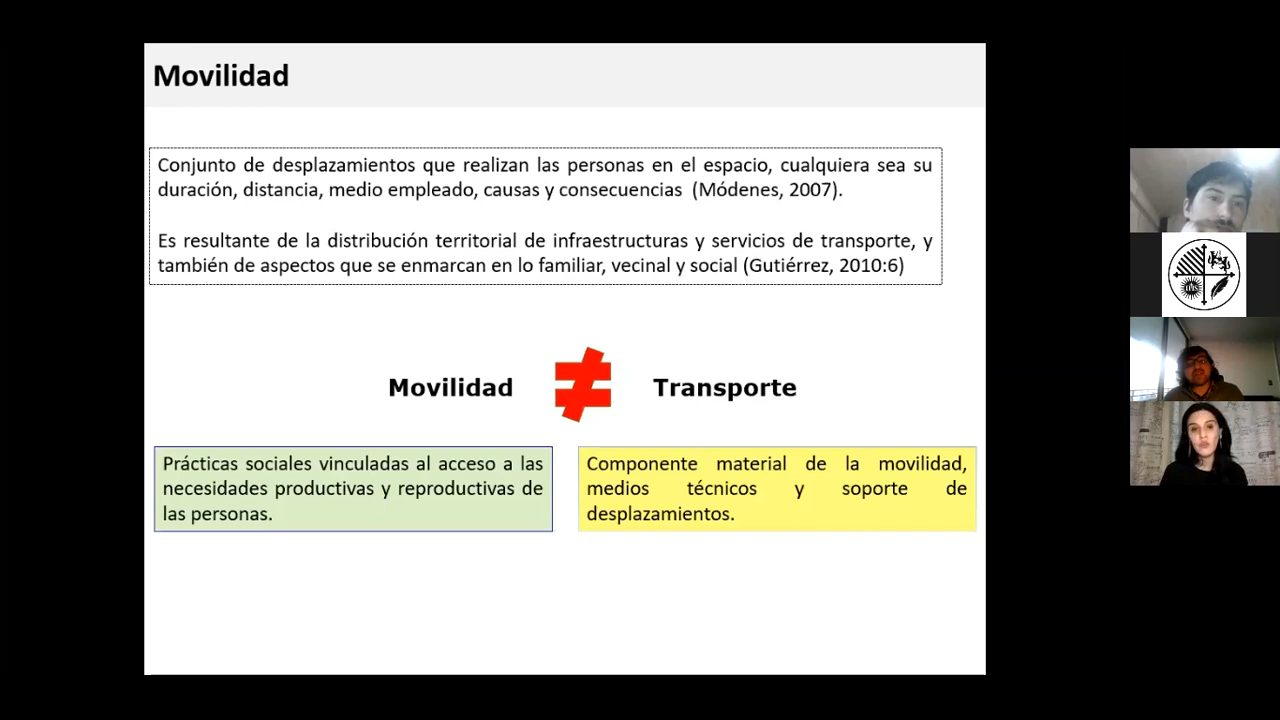 Movilidad
Conjunto de desplazamientos que realizan las personas en el espacio, cualquiera sea su
duración, distancia, medio empleado, causas y consecuencias (Módenes, 2007).
Es resultante de la distribución territorial de infraestructuras y servicios de transporte, y
también de aspectos que se enmarcan en lo familiar, vecinal y social (Gutiérrez, 2010:6)
Movilidad ≠ Transporte
Prácticas sociales vinculadas al acceso a las
necesidades productivas y reproductivas de
las personas.
Componente material de la movilidad,
medios técnicos y soporte de
desplazamientos.